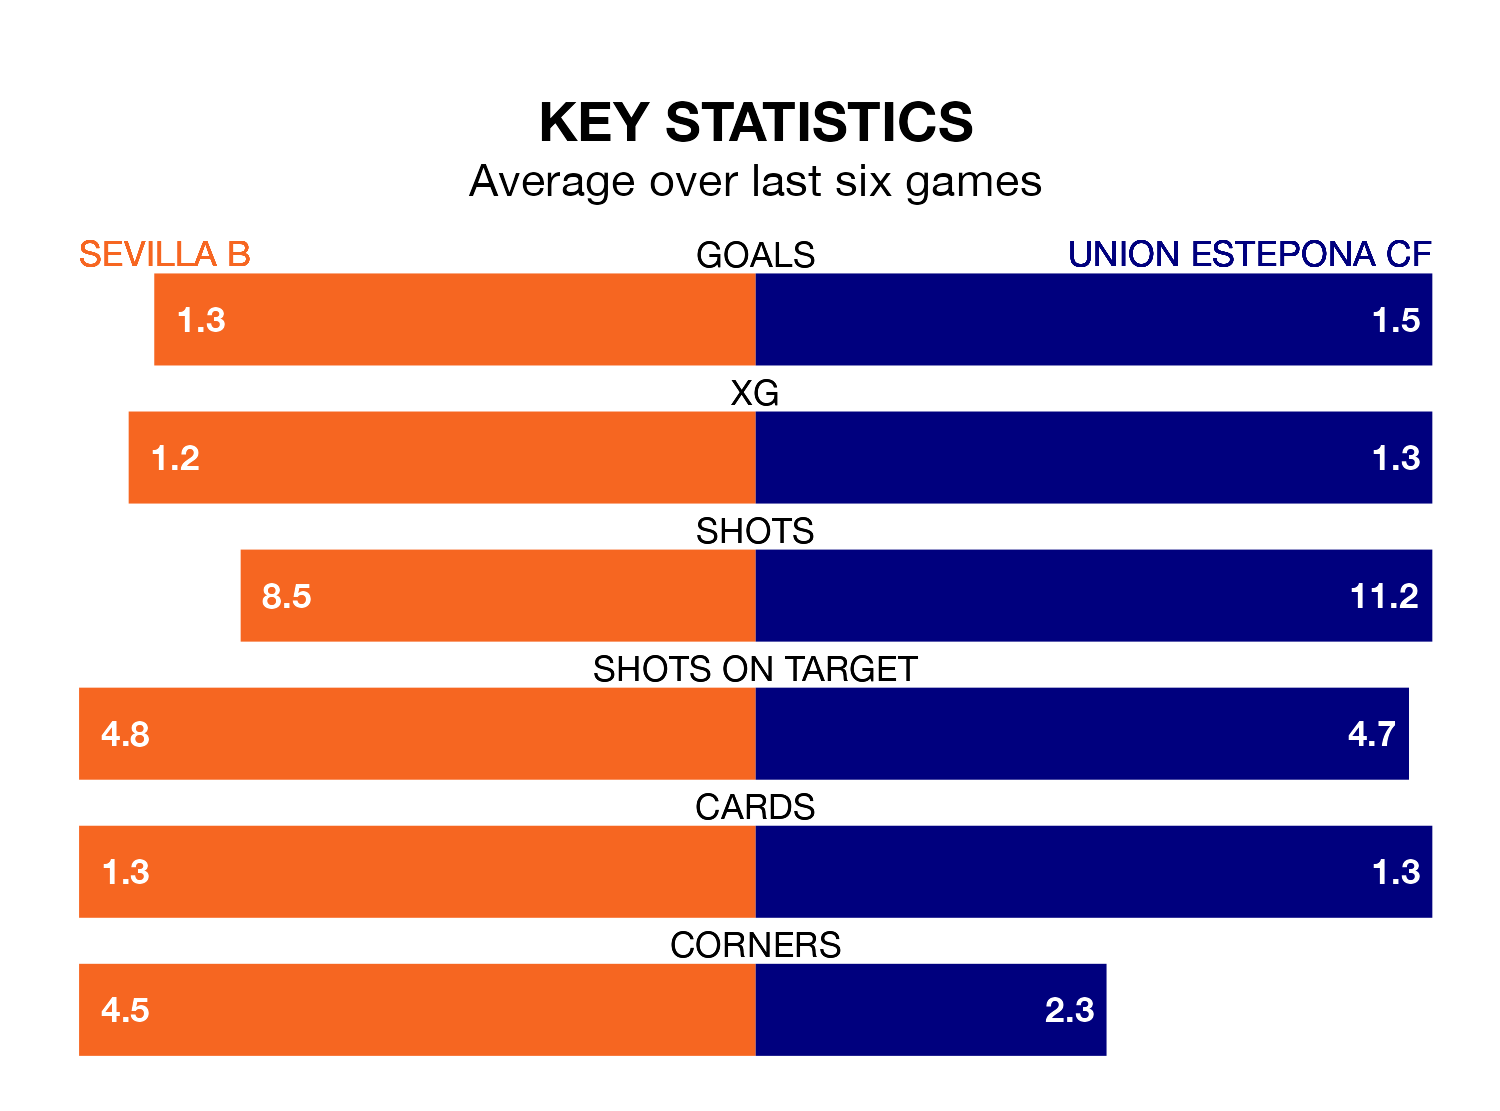 KEY STATISTICS
Average over last six games
SEVILLA B GOALS UNION ESTEPONA CF
1.3 1.5
XG
1.2 1.3
SHOTS
8.5 11.2
SHOTS ON TARGET
4.8 4.7
CARDS
1.3 1.3
CORNERS
4.5 2.3